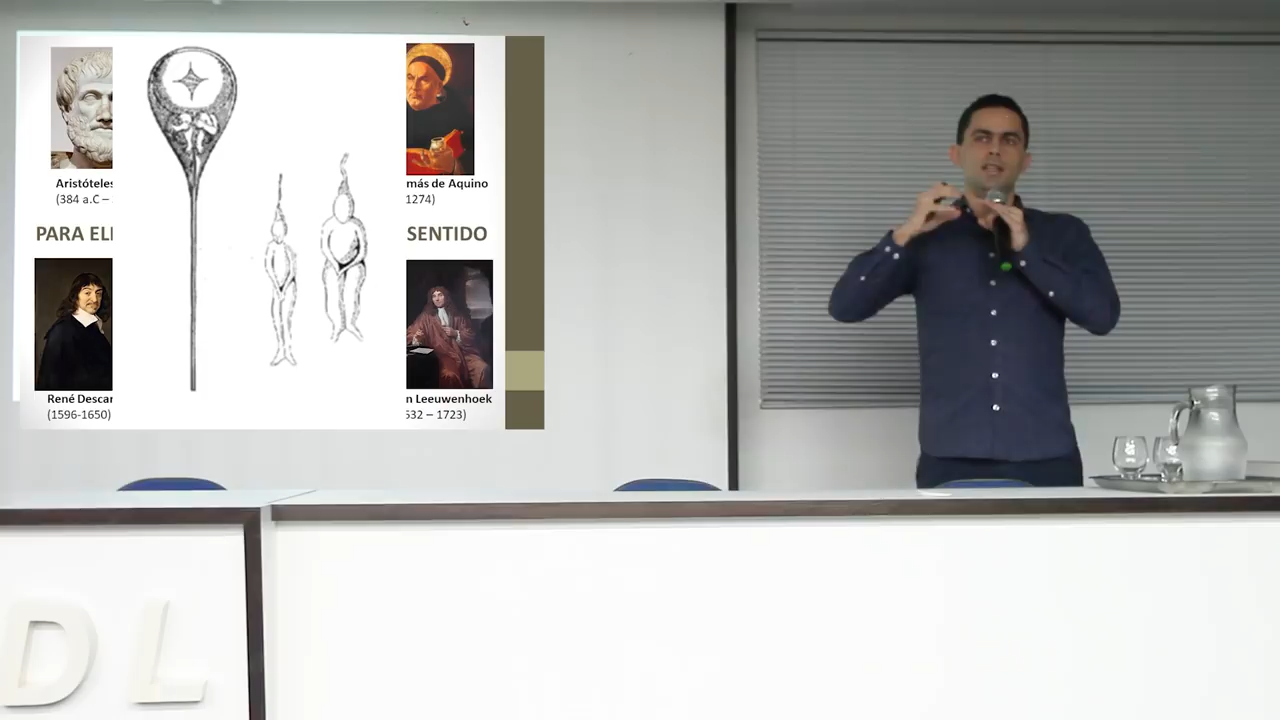 Aristóteles
(384 a.C –
más de Aquino
1274)
PARA EL
SENTIDO
René Descar
(1596-1650)
n Leeuwenhoek
632 – 1723)
D L